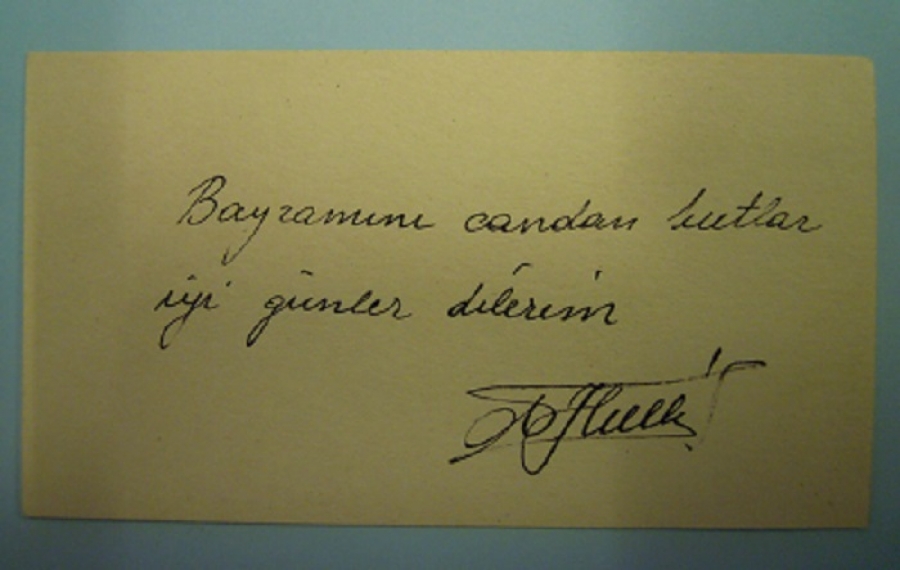 Bayramını candan kutlar
iyi günler dilerim